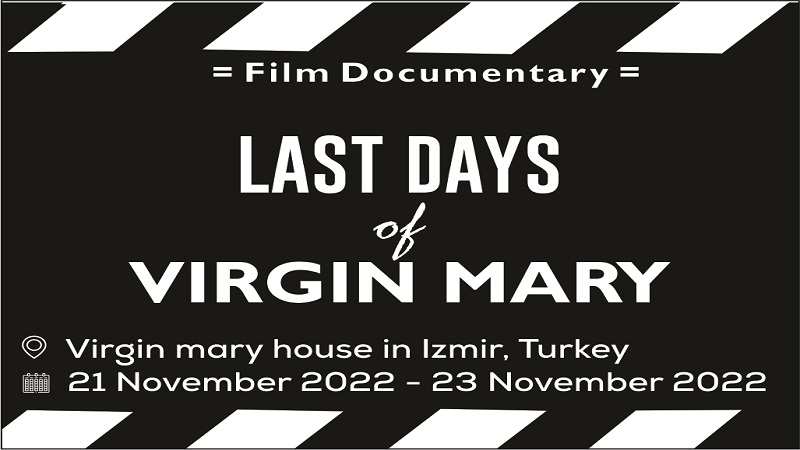 = Film Documentary =
LAST DAYS
of
VIRGIN MARY
Virgin mary house in Izmir, Turkey
21 November 2022 - 23 November 2022